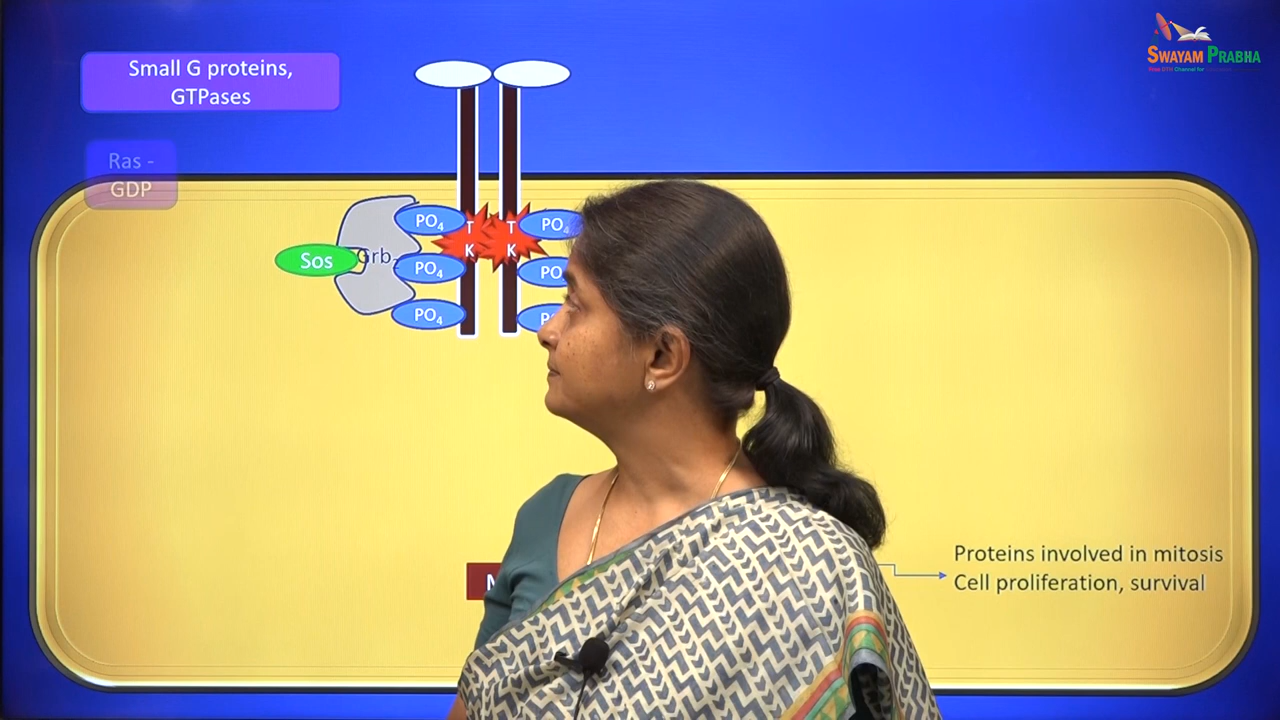 SWAYAM PRABHA
Small G proteins,
GTPases
Ras -
GDP
Sos
PO4
PO4
PO4
T
K
T
K
PO4
Proteins involved in mitosis
Cell proliferation, survival